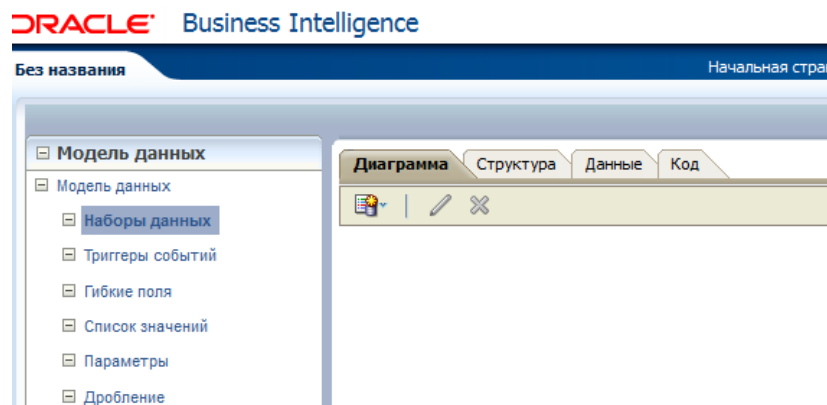 ORACLE Business Intelligence
Без названия
Начальная стра
Модель данных
Модель данных
Наборы данных
Триггеры событий
Гибкие поля
Список значений
Параметры
Дробление
Диаграмма Структура Данные Код